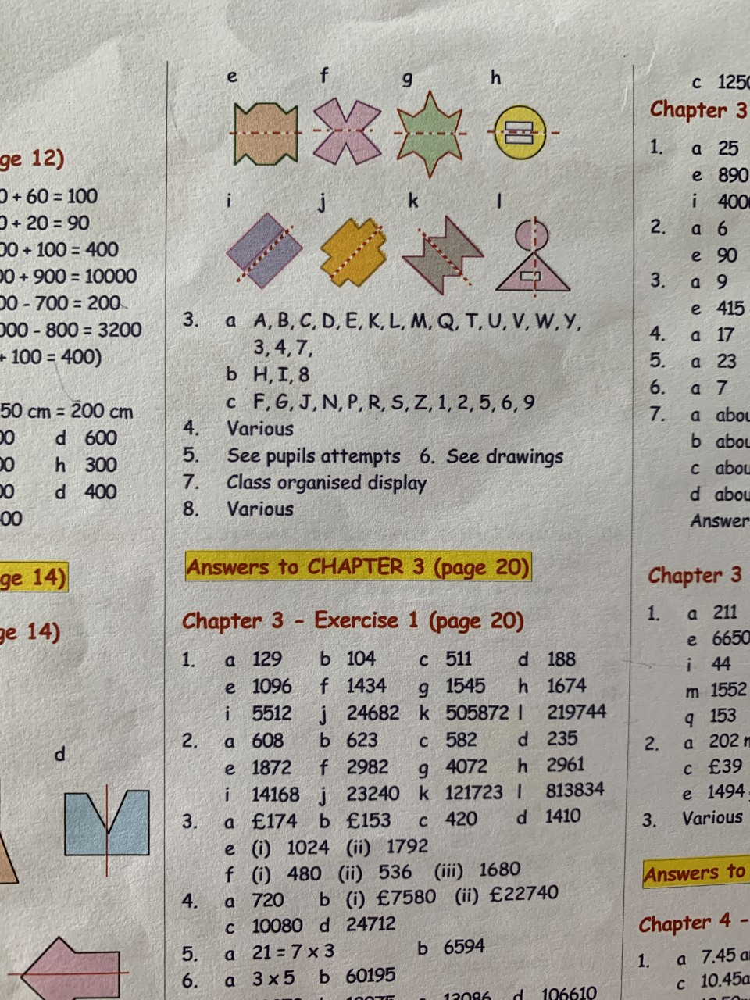 ge 12)
0 + 60 = 100
0 + 20 = 90
00 + 100 = 400
00 + 900 = 10000
00 - 700 = 200
000 - 800 = 3200
+ 100 = 400)
50 cm = 200 cm
00 d 600
00 h 300
00 d 400
00
ge 14)
ge 14)
d
e f g h
i j k l
3. a A, B, C, D, E, K, L, M, Q, T, U, V, W, Y,
3, 4, 7,
b H, I, 8
c F, G, J, N, P, R, S, Z, 1, 2, 5, 6, 9
4. Various
5. See pupils attempts 6. See drawings
7. Class organised display
8. Various
Answers to CHAPTER 3 (page 20)
Chapter 3 - Exercise 1 (page 20)
1. a 129 b 104 c 511 d 188
e 1096 f 1434 g 1545 h 1674
i 5512 j 24682 k 505872 l 219744
2. a 608 b 623 c 582 d 235
e 1872 f 2982 g 4072 h 2961
i 14168 j 23240 k 121723 l 813834
3. a £174 b £153 c 420 d 1410
e (i) 1024 (ii) 1792
f (i) 480 (ii) 536 (iii) 1680
4. a 720 b (i) £7580 (ii) £22740
c 10080 d 24712
5. a 21 = 7 x 3 b 6594
6. a 3 x 5 b 60195
13086 d 106610
c 1250
Chapter 3
1. a 25
e 890
i 400
2. a 6
e 90
3. a 9
e 415
4. a 17
5. a 23
6. a 7
7. a abou
b abou
c abou
d abou
Answer
Chapter 3
1. a 211
e 6650
i 44
m 1552
q 153
2. a 202
c £39
e 1494
3. Various
Answers to
Chapter 4 -
1. a 7.45 a
c 10.45a